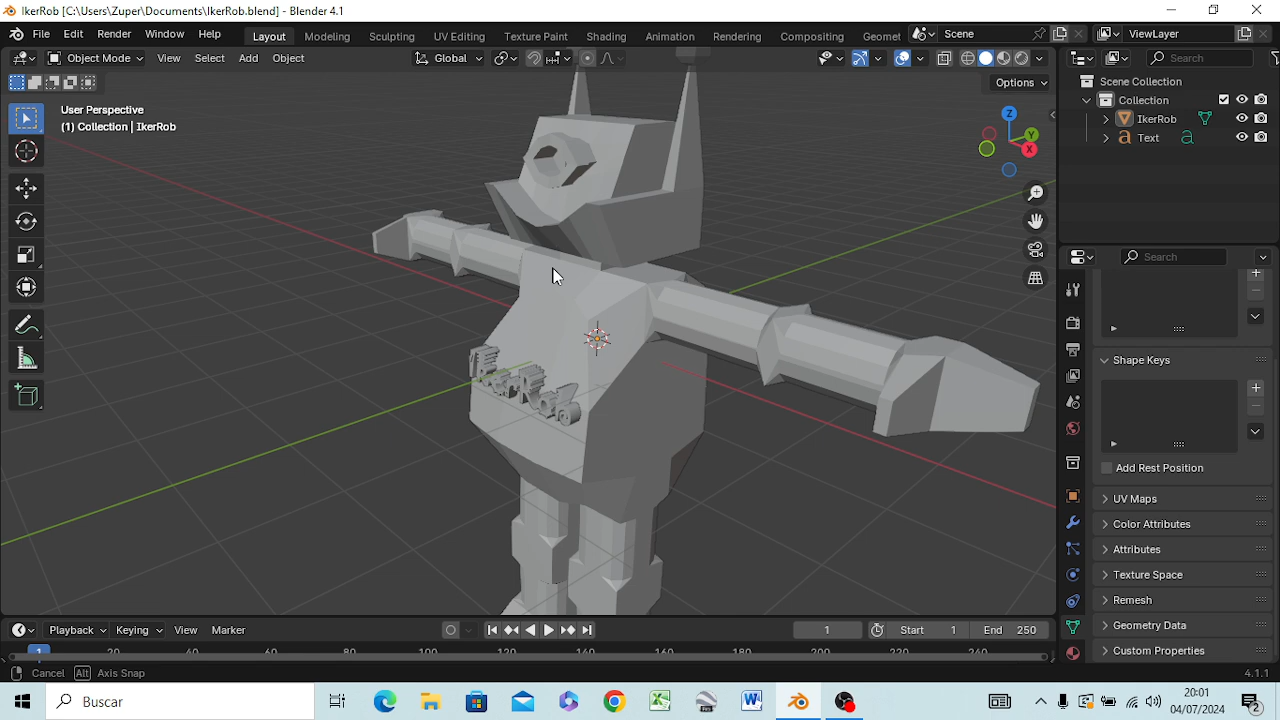 IkerRob [C:\Users\Zuper\Documents\IkerRob.blend] - Blender 4.1
File Edit Render Window Help Layout Modeling Sculpting UV Editing Texture Paint Shading Animation Rendering Compositing Geomet Scene ViewLayer
Object Mode View Select Add Object Global Search
Options
User Perspective
(1) Collection | IkerRob
Z
Y
X
Scene Collection
Collection
IkerRob
a Text a
Search
Shape Keys
Add Rest Position
UV Maps
Color Attributes
Attributes
Texture Space
Remesh
Geometry Data
Custom Properties
IkerRob
Playback Keying View Marker 1 Start 1 End 250
1 20 40 60 80 100 120 140 160 180 200 220 240
Cancel Alt Axis Snap 4.1.1
Buscar
20:01
04/07/2024
2